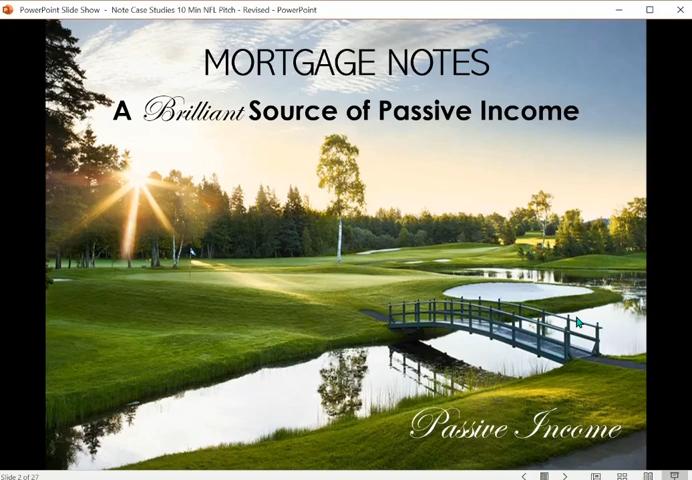 PowerPoint Slide Show - Note Case Studies 10 Min NFL Pitch - Revised - PowerPoint
MORTGAGE NOTES
A Brilliant Source of Passive Income
Passive Income
Slide 2 of 27